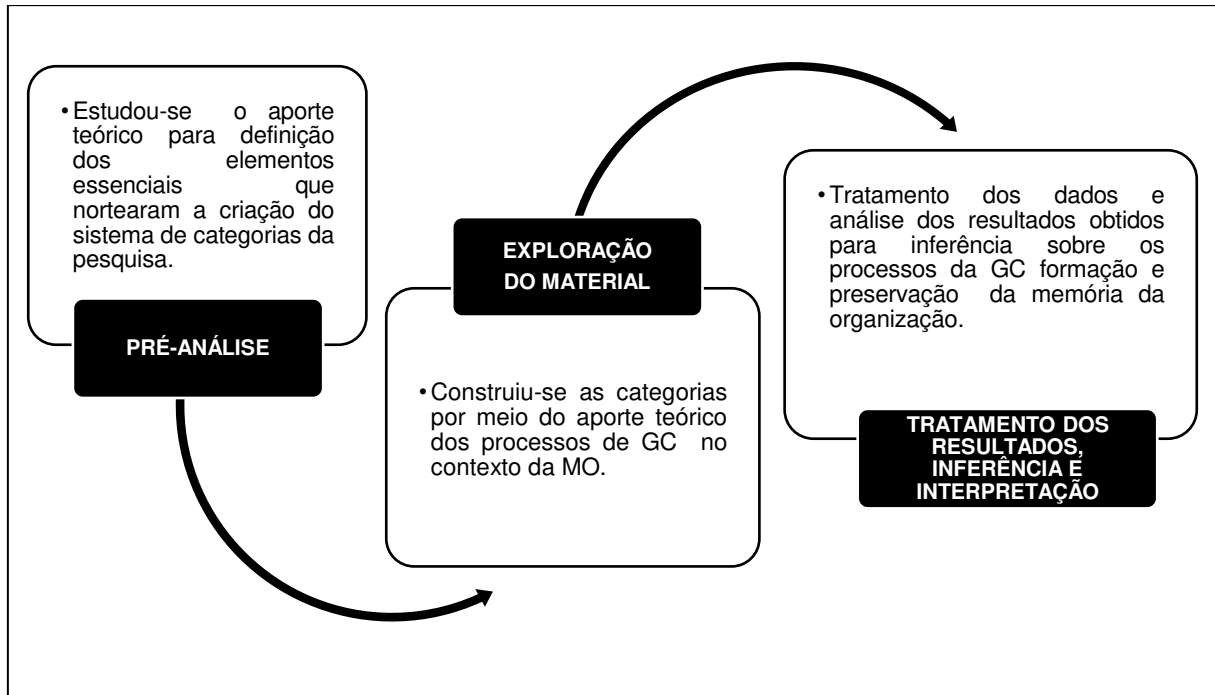 •Estudou-se o aporte
teórico para definição
dos elementos
essenciais que
nortearam a criação do
sistema de categorias da
pesquisa.
PRÉ-ANÁLISE
EXPLORAÇÃO
DO MATERIAL
•Construiu-se as categorias
por meio do aporte teórico
dos processos de GC no
contexto da MO.
•Tratamento dos dados e
análise dos resultados obtidos
para inferência sobre os
processos da GC formação e
preservação da memória da
organização.
TRATAMENTO DOS
RESULTADOS,
INFERÊNCIA E
INTERPRETAÇÃO